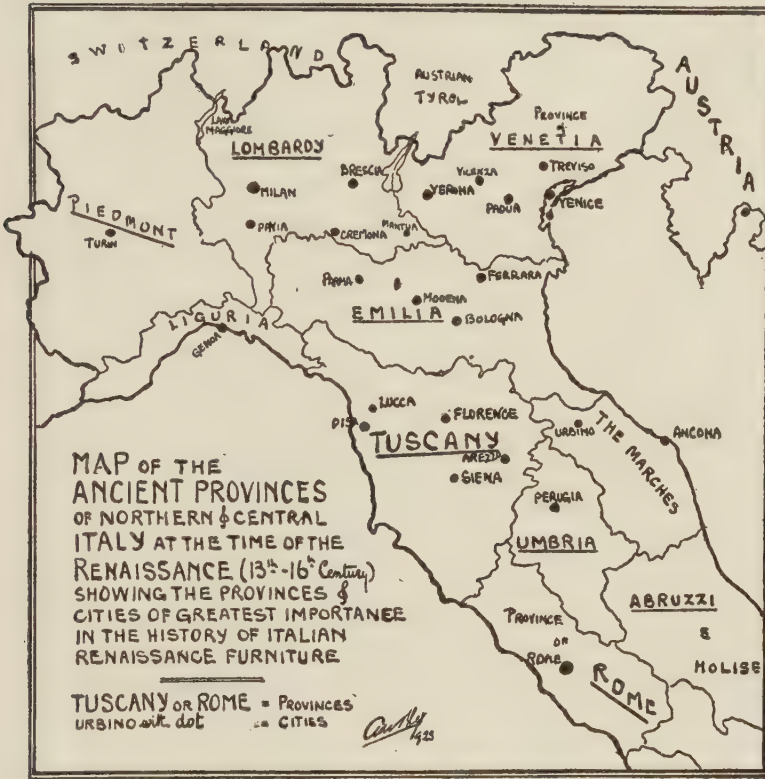 SWITZERLAND
AUSTRIAN
TYROL
AUSTRIA
LAGO
MAGGIORE
LOMBARDY
PROVINCE
of
VENETIA
BRESCIA
VICENZA
TREVISO
MILAN
VERONA
PADUA
VENICE
PIEDMONT
TURIN
PAVIA
CREMONA
MANTUA
PARMA
FERRARA
MODENA
EMILIA
BOLOGNA
LIGURIA
GENOA
LUCCA
FLORENCE
PISA
TUSCANY
AREZZO
SIENA
URBINO
ANCONA
THE MARCHES
PERUGIA
UMBRIA
PROVINCE
OF
ROME
ROME
ABRUZZI
&
MOLISE
MAP OF THE
ANCIENT PROVINCES
OF NORTHERN & CENTRAL
ITALY AT THE TIME OF THE
RENAISSANCE (13th-16th Century)
SHOWING THE PROVINCES &
CITIES OF GREATEST IMPORTANCE
IN THE HISTORY OF ITALIAN
RENAISSANCE FURNITURE
TUSCANY OR ROME = PROVINCES
URBINO with dot = CITIES